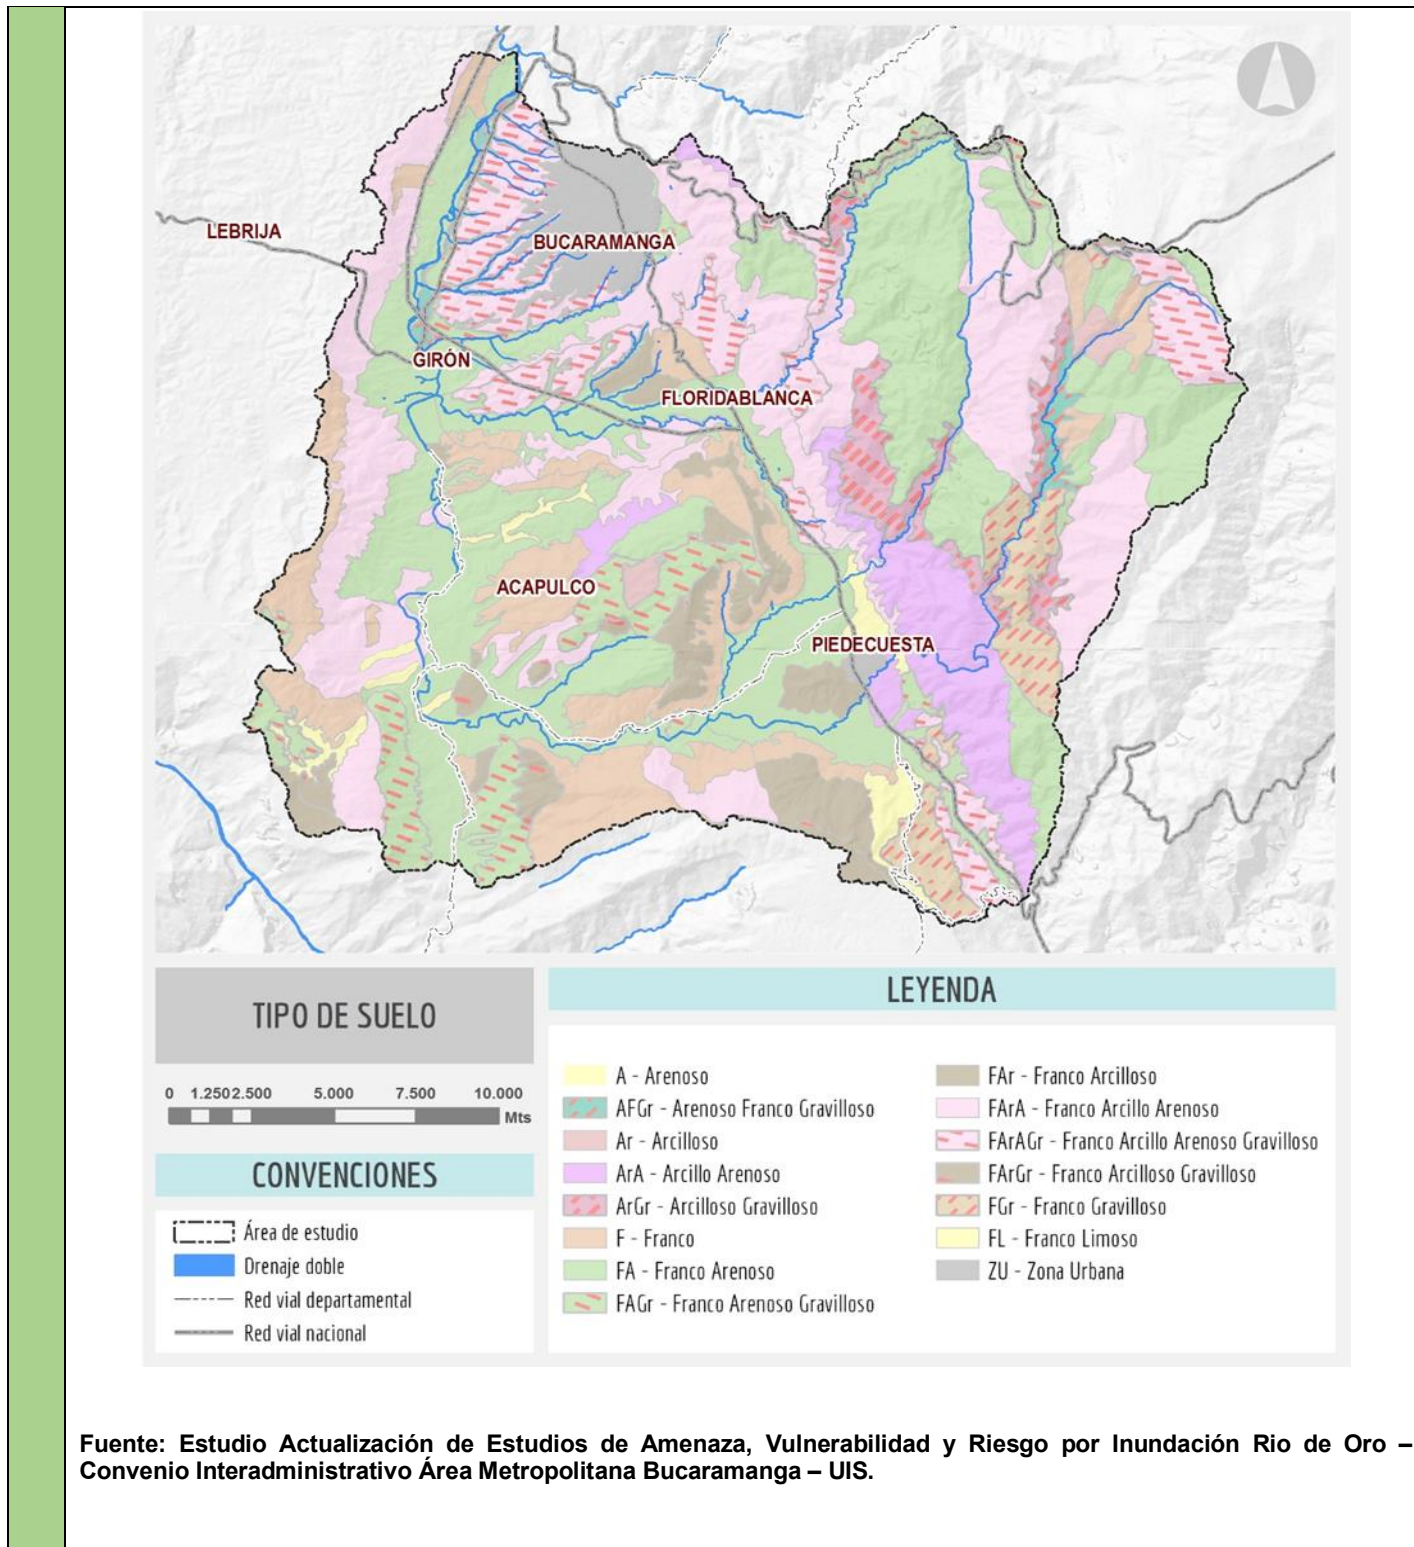 LEBRIJA
BUCARAMANGA
GIRÓN
FLORIDABLANCA
ACAPULCO
PIEDECUESTA
TIPO DE SUELO
0 1.250 2.500 5.000 7.500 10.000
Mts
CONVENCIONES
Área de estudio
Drenaje doble
Red vial departamental
Red vial nacional
LEYENDA
A - Arenoso
AFGr - Arenoso Franco Gravilloso
Ar - Arcilloso
ArA - Arcillo Arenoso
ArGr - Arcilloso Gravilloso
F - Franco
FA - Franco Arenoso
FAGr - Franco Arenoso Gravilloso
FAr - Franco Arcilloso
FArA - Franco Arcillo Arenoso
FArAGr - Franco Arcillo Arenoso Gravilloso
FArGr - Franco Arcilloso Gravilloso
FGr - Franco Gravilloso
FL - Franco Limoso
ZU - Zona Urbana
Fuente: Estudio Actualización de Estudios de Amenaza, Vulnerabilidad y Riesgo por Inundación Rio de Oro –
Convenio Interadministrativo Área Metropolitana Bucaramanga – UIS.